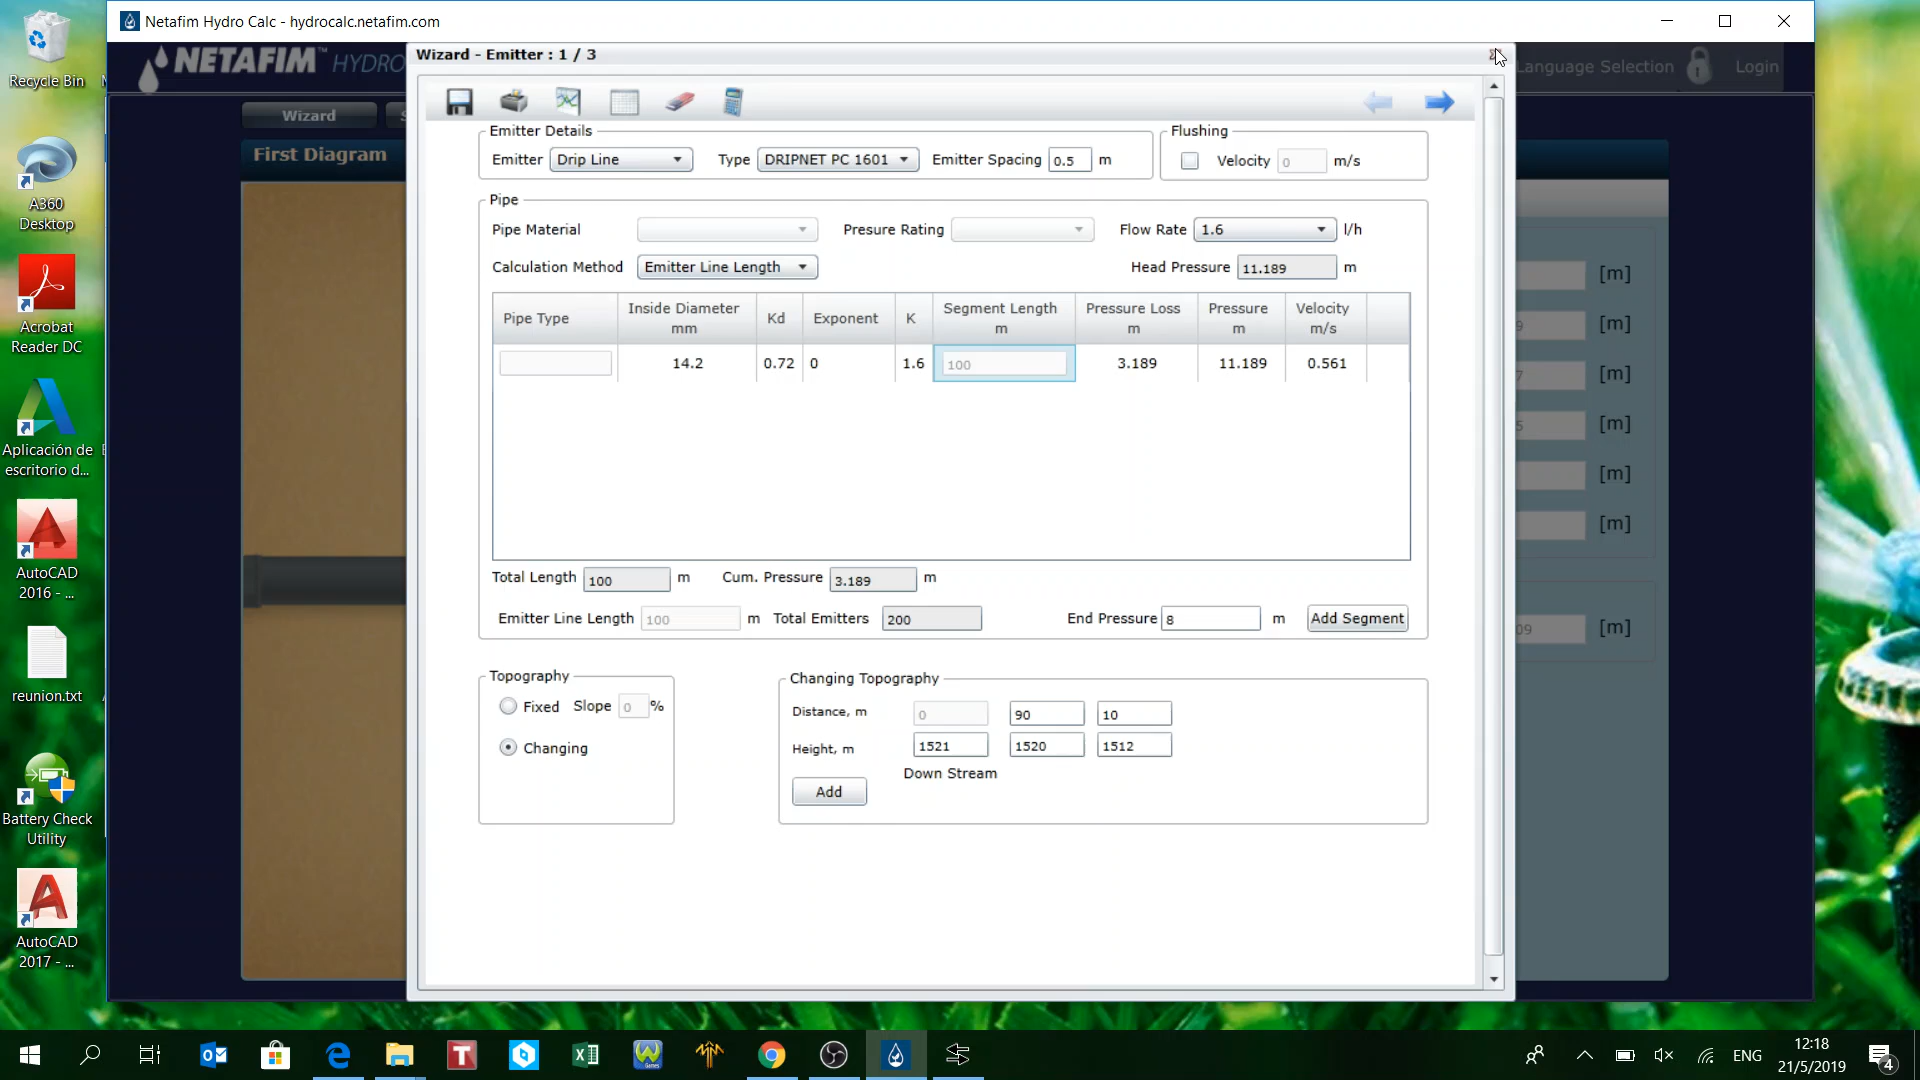 Netafim Hydro Calc - hydrocalc.netafim.com
Recycle Bin
A360
Desktop
Acrobat
Reader DC
Aplicación de
escritorio d...
AutoCAD
2016 - ...
reunion.txt
Battery Check
Utility
AutoCAD
2017 - ...
NETAFIM™ HYDRO
Language Selection
Login
Wizard
First Diagram
Wizard - Emitter : 1 / 3
Emitter Details
Emitter Drip Line Type DRIPNET PC 1601 Emitter Spacing 0.5 m
Flushing
Velocity 0 m/s
Pipe
Pipe Material Presure Rating Flow Rate 1.6 l/h
Calculation Method Emitter Line Length Head Pressure 11.189 m
Pipe Type Inside Diameter mm Kd Exponent K Segment Length m Pressure Loss m Pressure m Velocity m/s
14.2 0.72 0 1.6 100 3.189 11.189 0.561
Total Length 100 m Cum. Pressure 3.189 m
Emitter Line Length 100 m Total Emitters 200 End Pressure 8 m Add Segment
Topography
Fixed Slope 0 %
Changing
Changing Topography
Distance, m 0 90 10
Height, m 1521 1520 1512
Down Stream
Add
[m]
9 [m]
7 [m]
5 [m]
[m]
[m]
09 [m]
ENG
12:18
21/5/2019
4